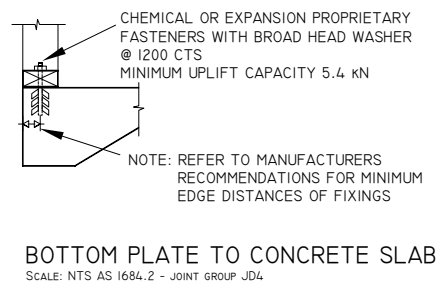 CHEMICAL OR EXPANSION PROPRIETARY
FASTENERS WITH BROAD HEAD WASHER
@ 1200 CTS
MINIMUM UPLIFT CAPACITY 5.4 KN
NOTE: REFER TO MANUFACTURERS
RECOMMENDATIONS FOR MINIMUM
EDGE DISTANCES OF FIXINGS
BOTTOM PLATE TO CONCRETE SLAB
SCALE: NTS AS 1684.2 - JOINT GROUP JD4